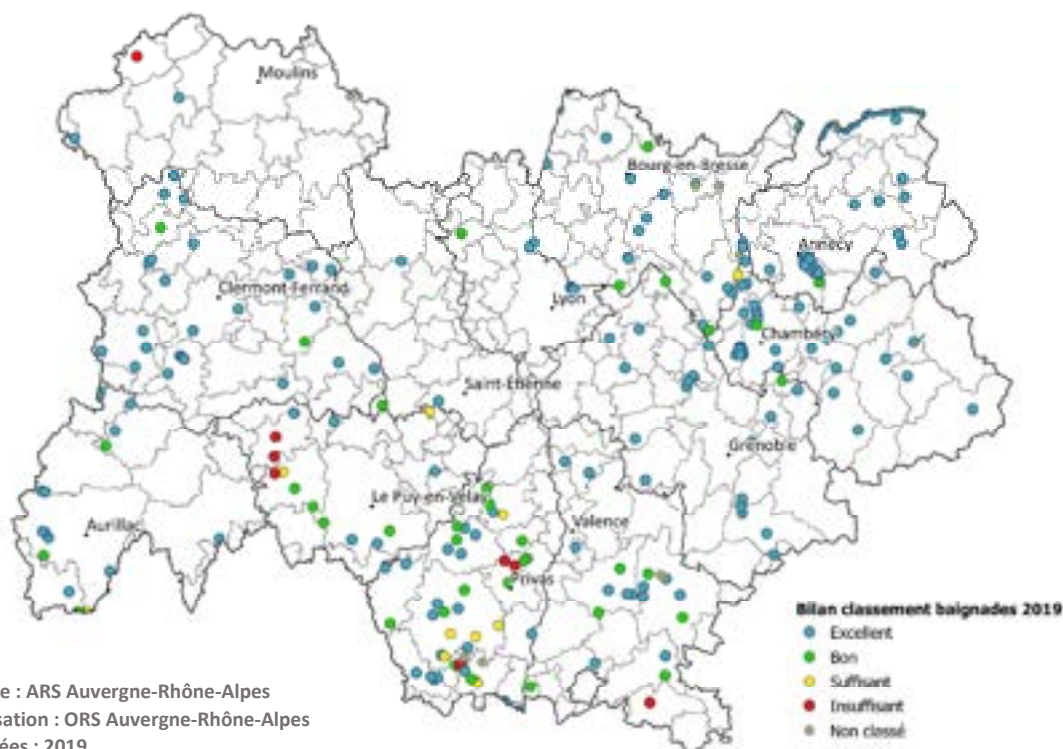 Moulins
Bourg-en-Bresse
Annecy
Clermont-Ferrand
Lyon
Chambéry
Saint-Etienne
Grenoble
Le Puy-en-Velay
Aurillac
Valence
Privas
Bilan classement baignades 2019
Excellent
Bon
Suffisant
Insuffisant
Non classé
e : ARS Auvergne-Rhône-Alpes
sation : ORS Auvergne-Rhône-Alpes
ées : 2019